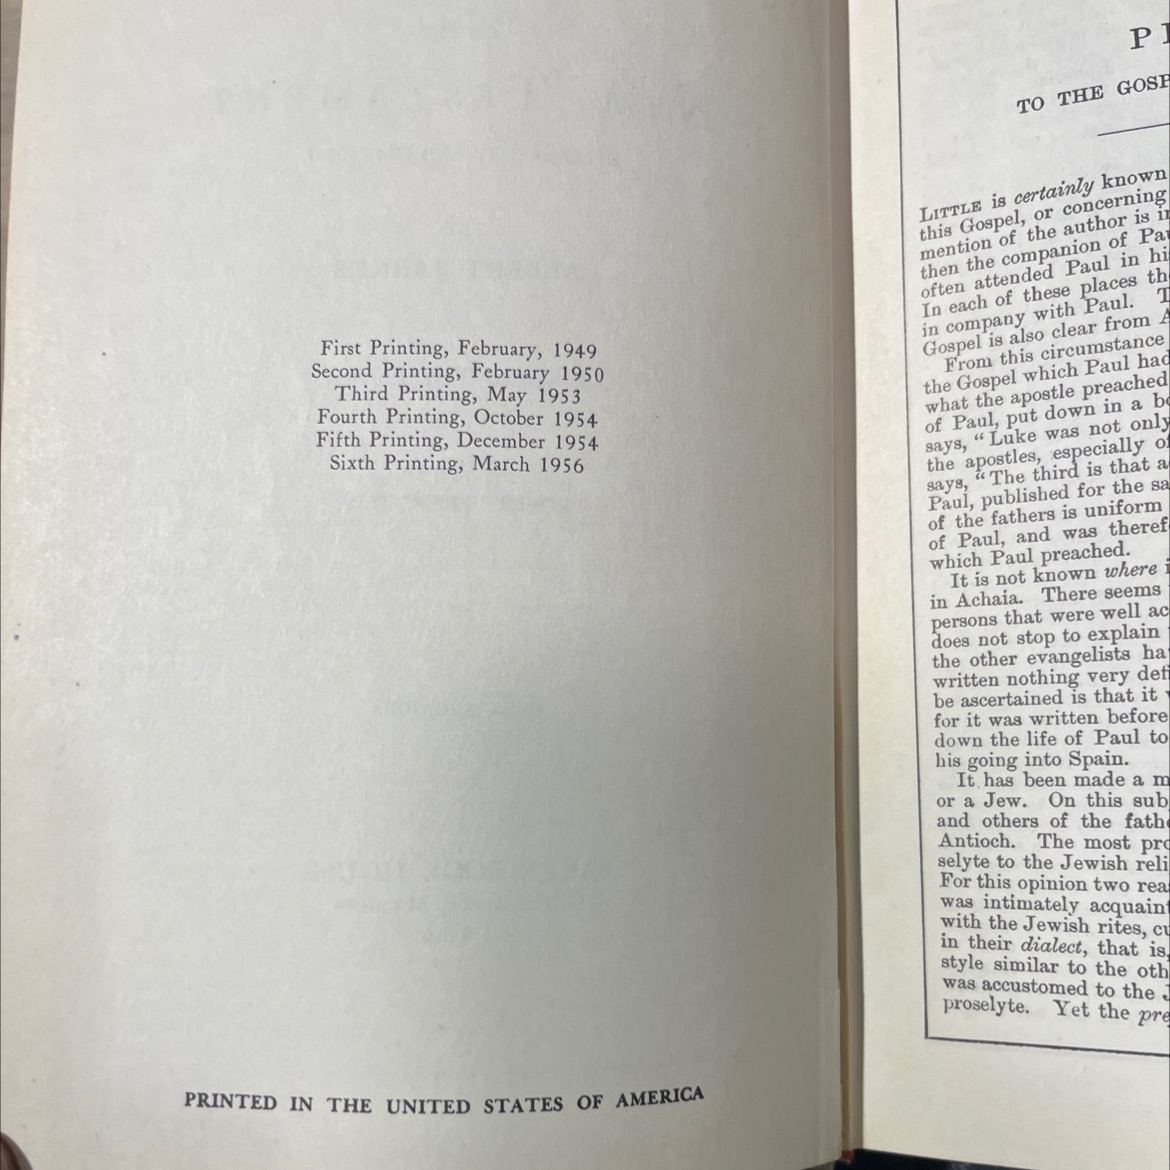 First Printing, February, 1949
Second Printing, February 1950
Third Printing, May 1953
Fourth Printing, October 1954
Fifth Printing, December 1954
Sixth Printing, March 1956
PRINTED IN THE UNITED STATES OF AMERICA
TO THE GOSP
LITTLE is certainly known
this Gospel, or concerning
mention of the author is
then the companion of Pau
often attended Paul in hi
In each of these places th
in company with Paul. T
Gospel is also clear from A
From this circumstance
the Gospel which Paul had
what the apostle preached
of Paul, put down in a bo
says, “Luke was not only
the apostles, especially of
says, “The third is that a
Paul, published for the sa
of the fathers is uniform
of Paul, and was theref
which Paul preached.
It is not known where i
in Achaia. There seems
persons that were well ac
does not stop to explain
the other evangelists ha
written nothing very defi
be ascertained is that it
for it was written before
down the life of Paul to
his going into Spain.
It has been made a m
or a Jew. On this sub
and others of the fathe
Antioch. The most pro
selyte to the Jewish reli
For this opinion two rea
was intimately acquaint
with the Jewish rites, cu
in their dialect, that is,
style similar to the oth
was accustomed to the J
proselyte. Yet the pre